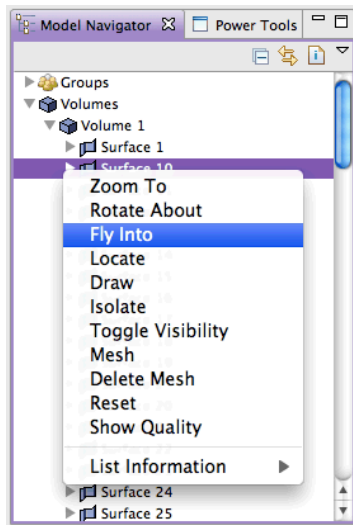 Model Navigator Power Tools
Groups
Volumes
Volume 1
Surface 1
Surface 10
Zoom To
Rotate About
Fly Into
Locate
Draw
Isolate
Toggle Visibility
Mesh
Delete Mesh
Reset
Show Quality
List Information
Surface 24
Surface 25